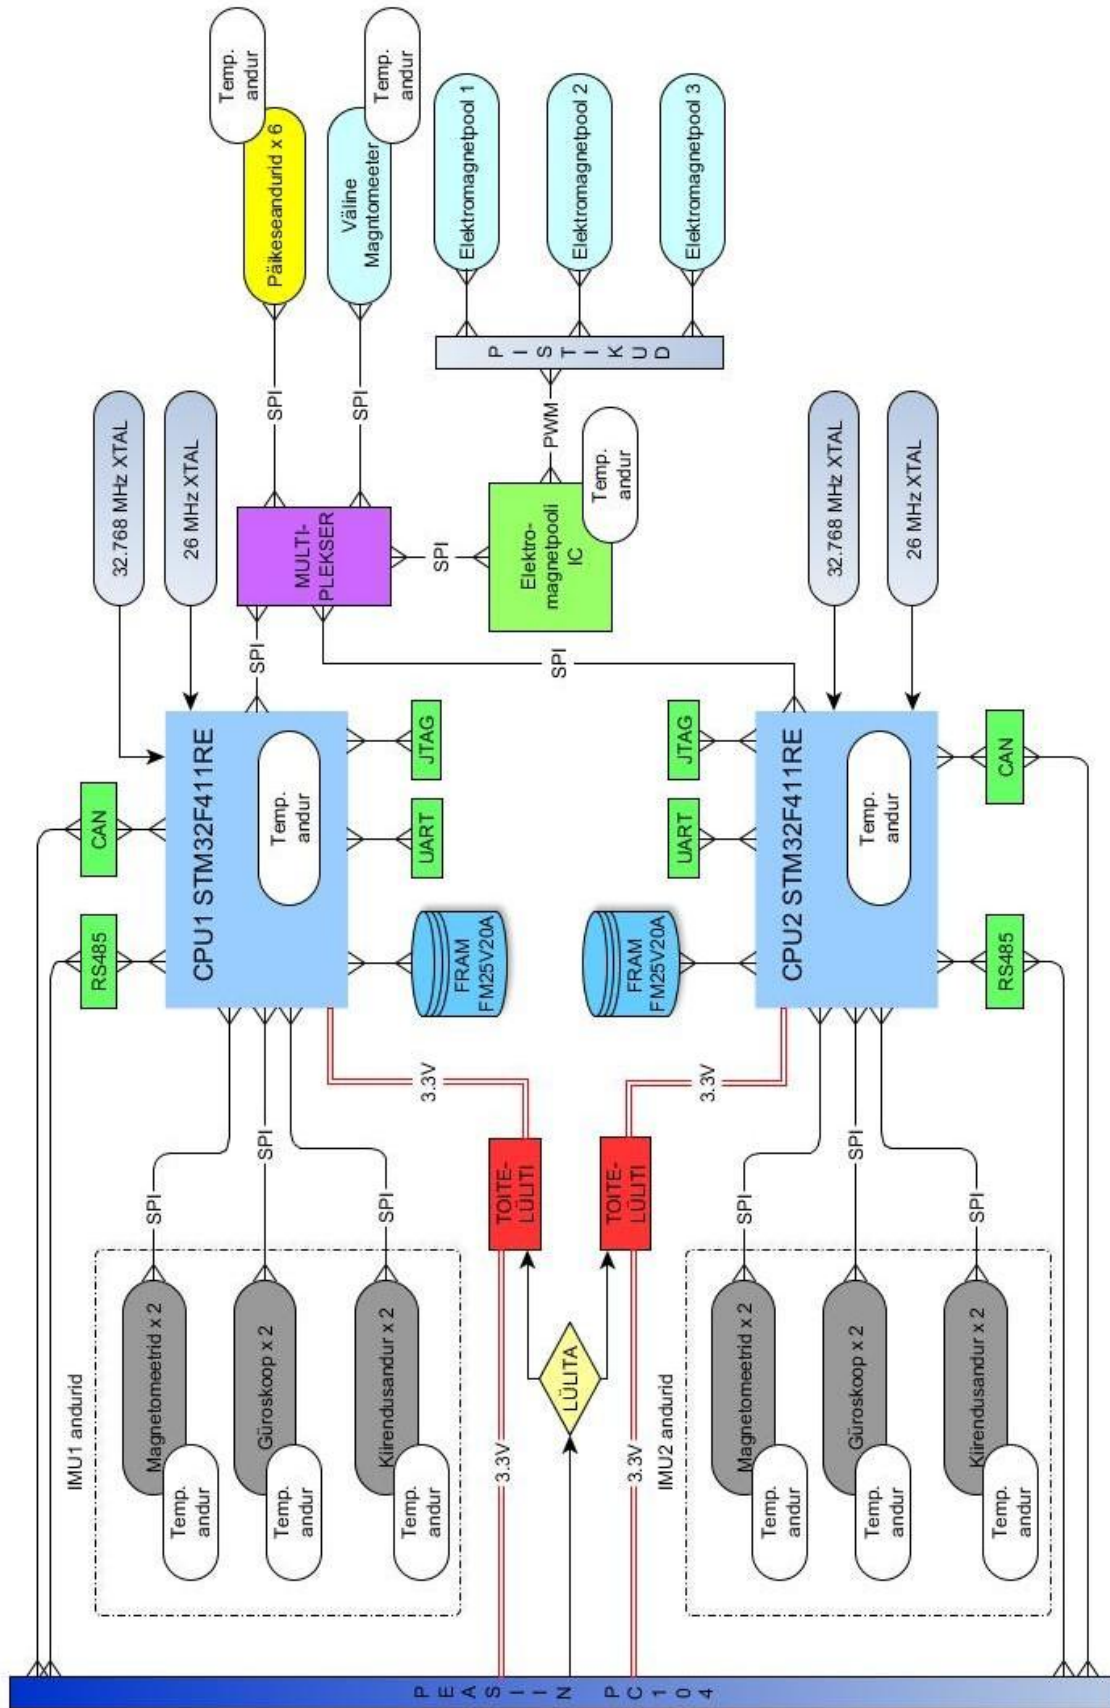 IMU1 andurid
Magnetomeetrid x 2
Temp.
andur
Güroskoop x 2
Temp.
andur
Kiirendusandur x 2
Temp.
andur
SPI
SPI
SPI
RS485
CAN
CPU1 STM32F411RE
Temp.
andur
32.768 MHz XTAL
26 MHz XTAL
FRAM
FM25V20A
UART
JTAG
SPI
MULTI-
PLEKSER
SPI
SPI
Päikeseandurid x 6
Temp.
andur
Väline
Magntomeeter
Temp.
andur
SPI
Elektro-
magnetpooli
IC
Temp.
andur
PWM
PISTIKUD
Elektromagnetpool 1
Elektromagnetpool 2
Elektromagnetpool 3
PEASIIN PC104
3.3V
TOITE-
LÜLITI
3.3V
LÜLITA
3.3V
TOITE-
LÜLITI
3.3V
SPI
FRAM
FM25V20A
UART
JTAG
CPU2 STM32F411RE
Temp.
andur
32.768 MHz XTAL
26 MHz XTAL
RS485
CAN
IMU2 andurid
Magnetomeetrid x 2
Temp.
andur
Güroskoop x 2
Temp.
andur
Kiirendusandur x 2
Temp.
andur
SPI
SPI
SPI